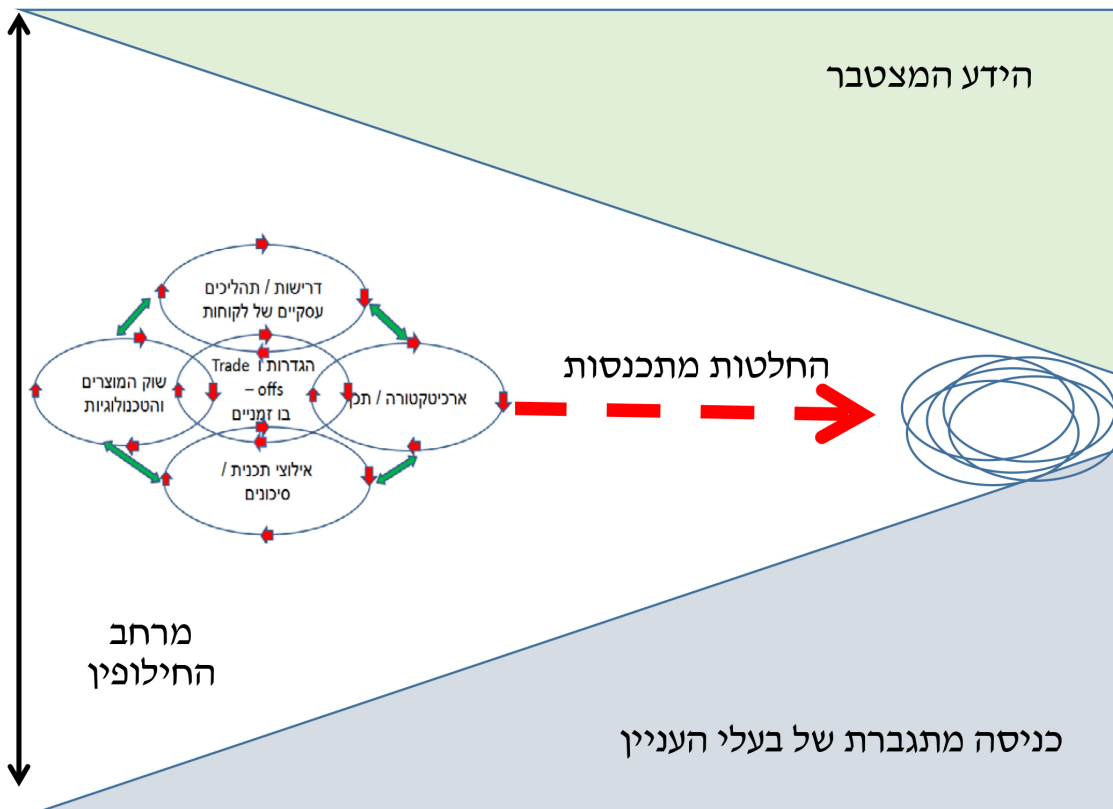 הידע המצטבר
דרישות / תהליכים
עסקיים של לקוחות
הגדרות ו Trade
– offs
בו זמניים
שוק המוצרים
והטכנולוגיות
ארכיטקטורה / תכן
אילוצי תכנית /
סיכונים
החלטות מתכנסות
מרחב
החילופין
כניסה מתגברת של בעלי העניין